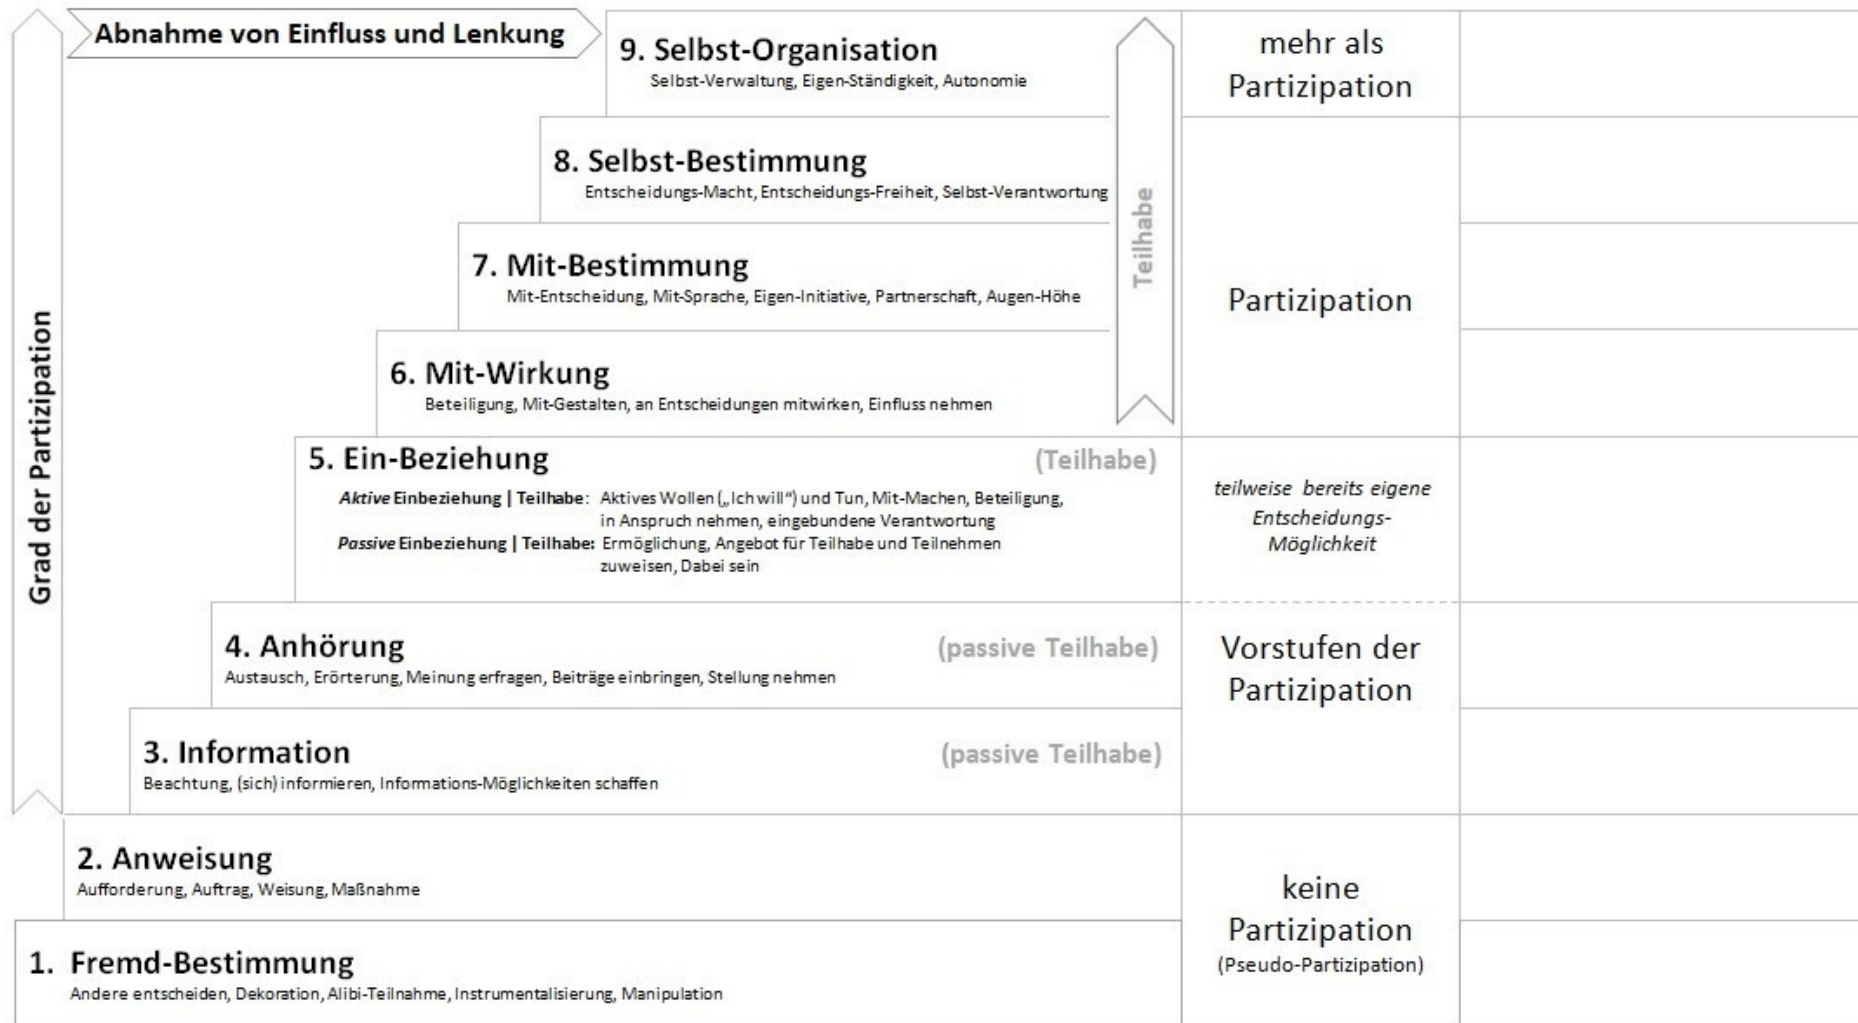 Abnahme von Einfluss und Lenkung
Grad der Partizipation
9. Selbst-Organisation
Selbst-Verwaltung, Eigen-Ständigkeit, Autonomie
mehr als
Partizipation
8. Selbst-Bestimmung
Entscheidungs-Macht, Entscheidungs-Freiheit, Selbst-Verantwortung
Teilhabe
7. Mit-Bestimmung
Mit-Entscheidung, Mit-Sprache, Eigen-Initiative, Partnerschaft, Augen-Höhe
Partizipation
6. Mit-Wirkung
Beteiligung, Mit-Gestalten, an Entscheidungen mitwirken, Einfluss nehmen
5. Ein-Beziehung
(Teilhabe)
Aktive Einbeziehung | Teilhabe: Aktives Wollen („Ich will“) und Tun, Mit-Machen, Beteiligung,
in Anspruch nehmen, eingebundene Verantwortung
Passive Einbeziehung | Teilhabe: Ermöglichung, Angebot für Teilhabe und Teilnehmen
zuweisen, Dabei sein
teilweise bereits eigene
Entscheidungs-
Möglichkeit
4. Anhörung
(passive Teilhabe)
Austausch, Erörterung, Meinung erfragen, Beiträge einbringen, Stellung nehmen
Vorstufen der
Partizipation
3. Information
(passive Teilhabe)
Beachtung, (sich) informieren, Informations-Möglichkeiten schaffen
2. Anweisung
Aufforderung, Auftrag, Weisung, Maßnahme
keine
Partizipation
(Pseudo-Partizipation)
1. Fremd-Bestimmung
Andere entscheiden, Dekoration, Alibi-Teilnahme, Instrumentalisierung, Manipulation